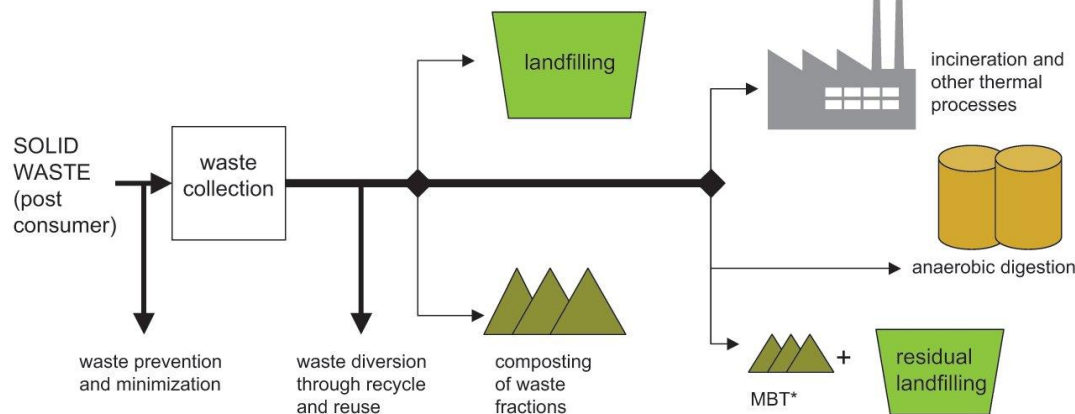 SOLID
WASTE
(post
consumer)
waste
collection
landfilling
incineration and
other thermal
processes
anaerobic digestion
waste prevention
and minimization
waste diversion
through recycle
and reuse
composting
of waste
fractions
MBT*
+
residual
landfilling